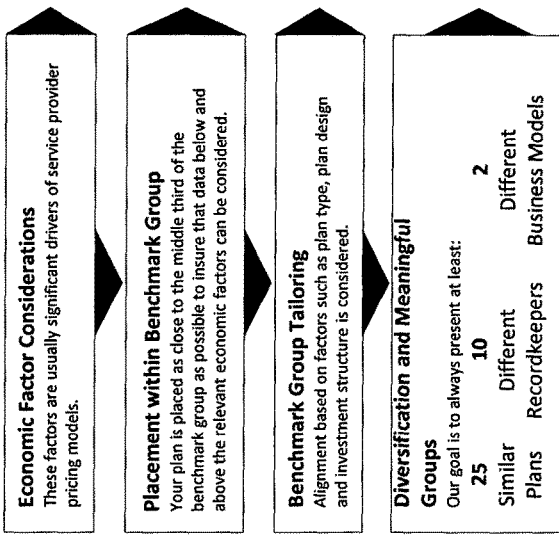 Economic Factor Considerations
These factors are usually significant drivers of service provider
pricing models.
Placement within Benchmark Group
Your plan is placed as close to the middle third of the
benchmark group as possible to insure that data below and
above the relevant economic factors can be considered.
Benchmark Group Tailoring
Alignment based on factors such as plan type, plan design
and investment structure is considered.
Diversification and Meaningful
Groups
Our goal is to always present at least:
25 10 2
Similar Different Different
Plans Recordkeepers Business Models